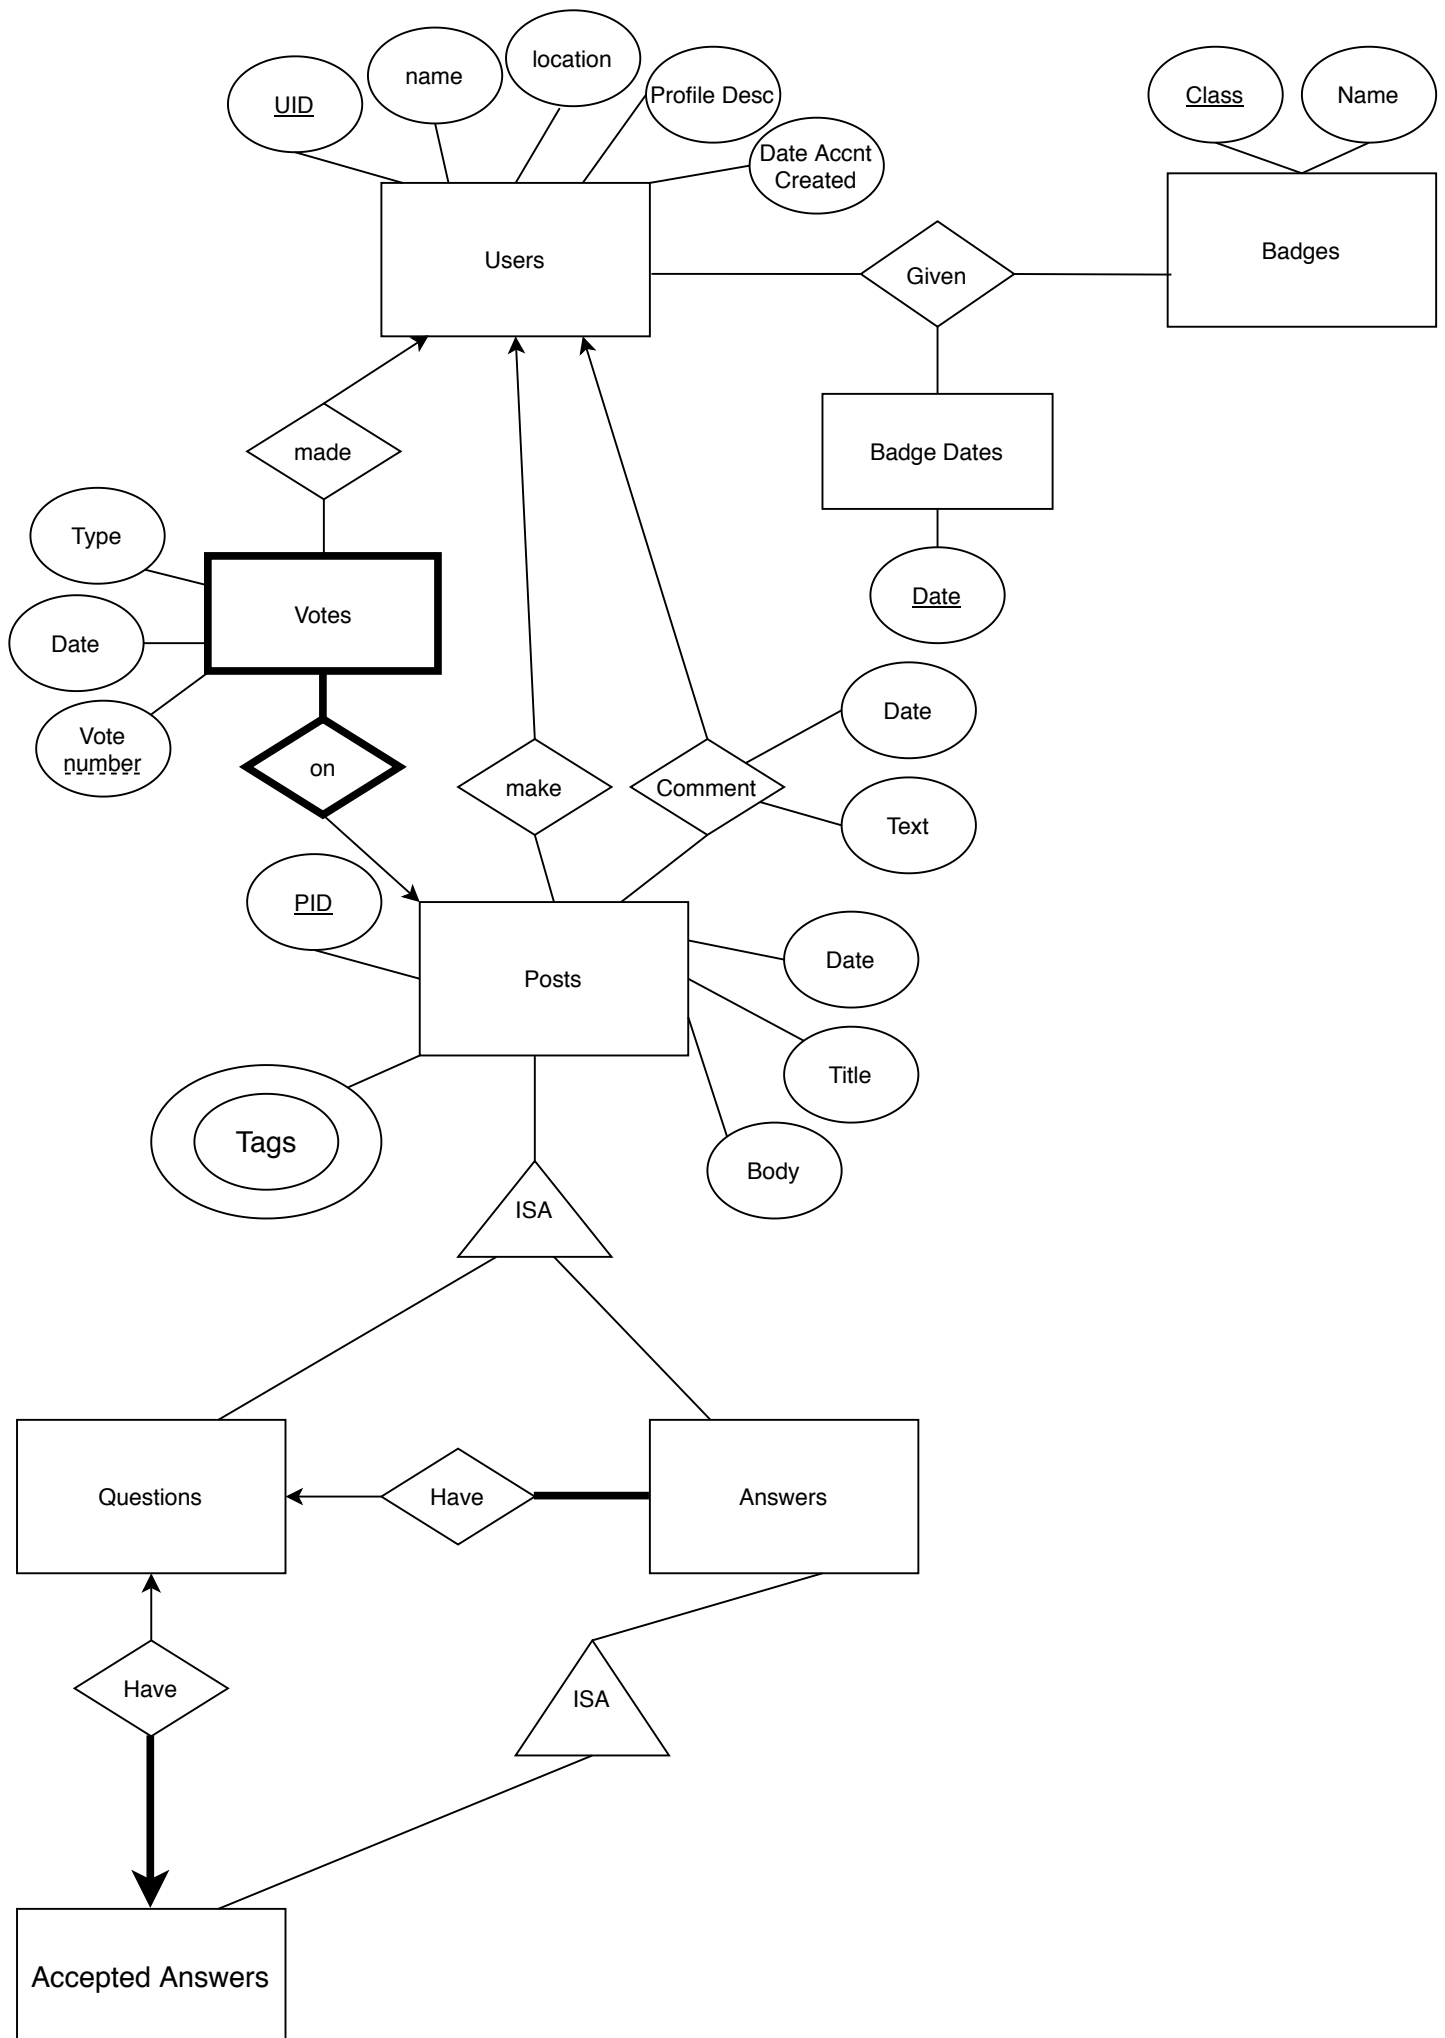 location
name
Profile Desc
UID
Class
Name
Date Accnt
Created
Users
Given
Badges
made
Badge Dates
Type
Date
Votes
Date
Vote
number
Date
on
make
Comment
Text
PID
Date
Posts
Title
Tags
Body
ISA
Questions
Have
Answers
Have
ISA
Accepted Answers